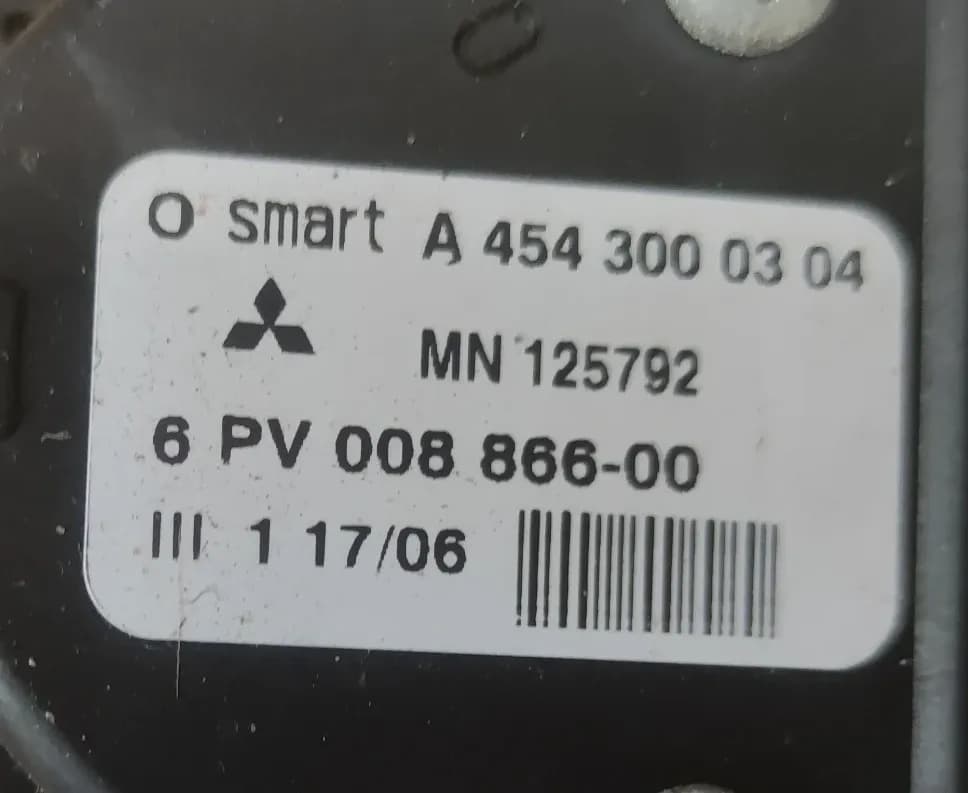 O smart A 454 300 03 04
MN 125792
6 PV 008 866-00
III 1 17/06